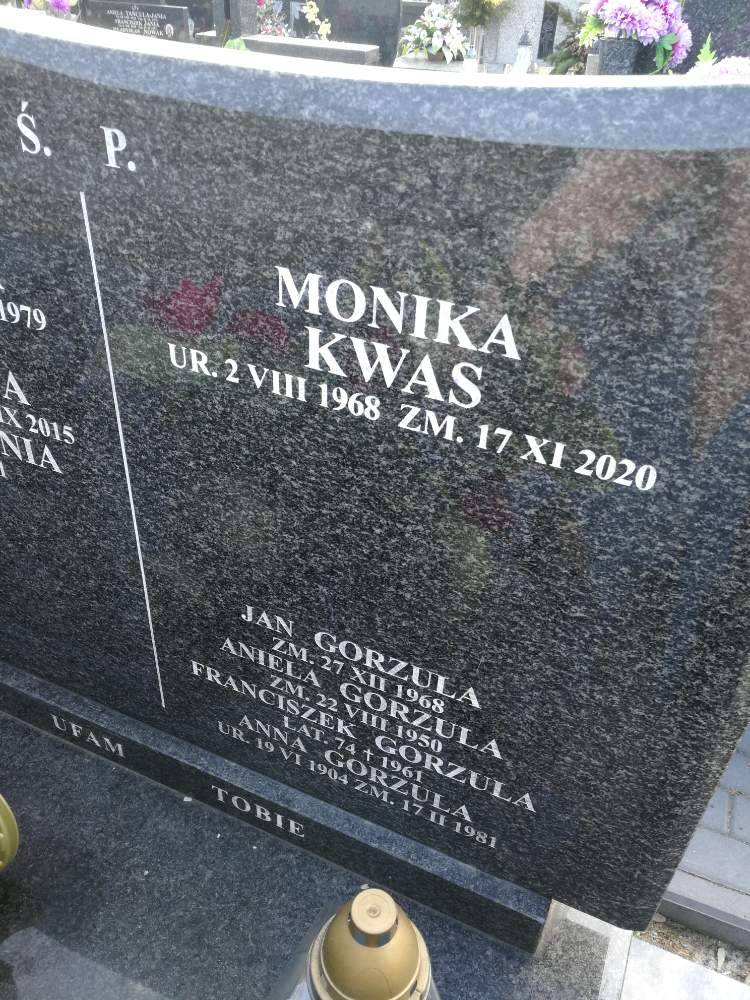 Ś. P.
1979
A
IX 2015
NIA
MONIKA
KWAS
UR. 2 VIII 1968 ZM. 17 XI 2020
JAN GORZULA
ZM. 27 XII 1968
ANIELA GORZULA
ZM. 22 VIII 1950
FRANCISZEK GORZULA
LAT. 74 † 1961
ANNA GORZULA
UR. 19 VI 1904 ZM. 17 II 1981
UFAM TOBIE